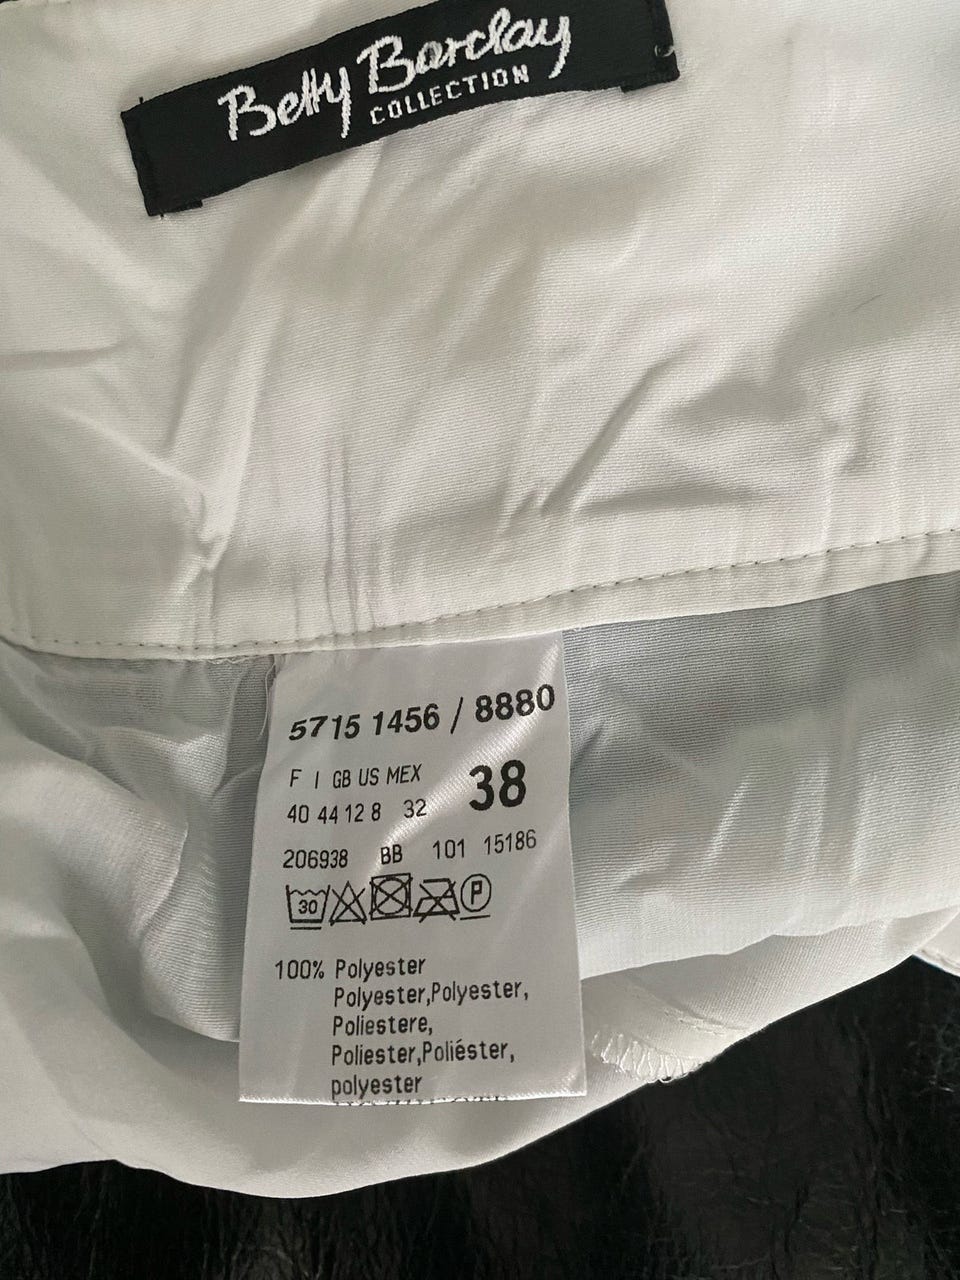 Betty Barclay
COLLECTION
5715 1456 / 8880
F I GB US MEX
40 44 12 8 32 38
206938 BB 101 15186
30 P
100% Polyester
Polyester,Polyester,
Poliestere,
Poliester,Poliéster,
polyester